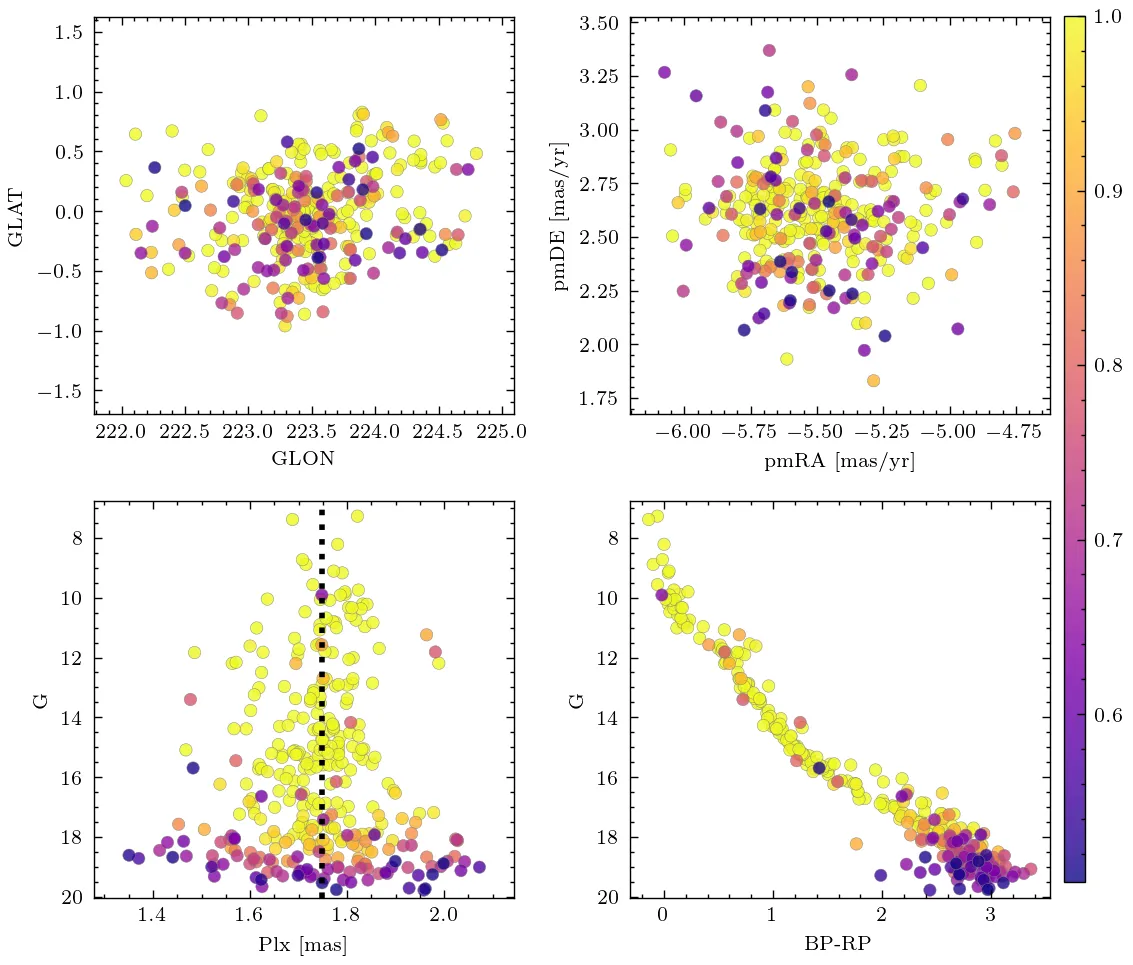 1.5
1.0
0.5
0.0
−0.5
−1.0
−1.5
GLAT
222.0 222.5 223.0 223.5 224.0 224.5 225.0
GLON
3.50
3.25
3.00
2.75
2.50
2.25
2.00
1.75
pmDE [mas/yr]
−6.00 −5.75 −5.50 −5.25 −5.00 −4.75
pmRA [mas/yr]
8
10
12
14
16
18
20
G
1.4 1.6 1.8 2.0
Plx [mas]
8
10
12
14
16
18
20
G
0 1 2 3
BP-RP
1.0
0.9
0.8
0.7
0.6